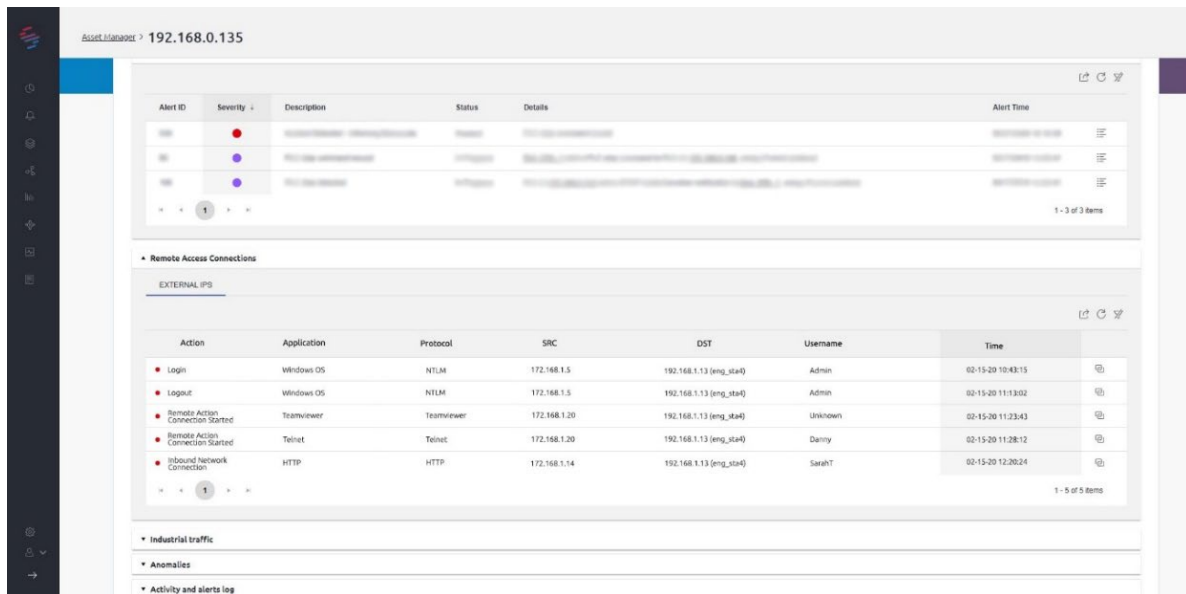 Asset Manager > 192.168.0.135
Alert ID Severity ↓ Description Status Details Alert Time
1
1 - 3 of 3 items
Remote Access Connections
EXTERNAL IPS
Action Application Protocol SRC DST Username Time
Login Windows OS NTLM 172.168.1.5 192.168.1.13 (eng_sta4) Admin 02-15-20 10:43:15
Logout Windows OS NTLM 172.168.1.5 192.168.1.13 (eng_sta4) Admin 02-15-20 11:13:02
Remote Action
Connection Started Teamviewer Teamviewer 172.168.1.20 192.168.1.13 (eng_sta4) Unknown 02-15-20 11:23:43
Remote Action
Connection Started Telnet Telnet 172.168.1.20 192.168.1.13 (eng_sta4) Danny 02-15-20 11:28:12
Inbound Network
Connection HTTP HTTP 172.168.1.14 192.168.1.13 (eng_sta4) SarahT 02-15-20 12:20:24
1
1 - 5 of 5 items
Industrial traffic
Anomalies
Activity and alerts log